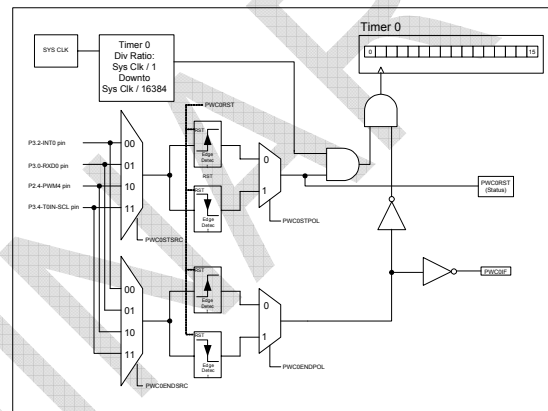 Timer 0
0 15
SYS CLK
Timer 0
Div Ratio:
Sys Clk / 1
Downto
Sys Clk / 16384
PWC0RST
P3.2-INT0 pin
P3.0-RXD0 pin
P2.4-PWM4 pin
P3.4-T0IN-SCL pin
00
01
10
11
RST
Edge
Detec
RST
RST
Edge
Detec
0
1
PWC0STSRC
PWC0STPOL
PWC0RST
(Status)
00
01
10
11
RST
Edge
Detec
RST
Edge
Detec
0
1
PWC0ENDSRC
PWC0ENDPOL
PWC0IF